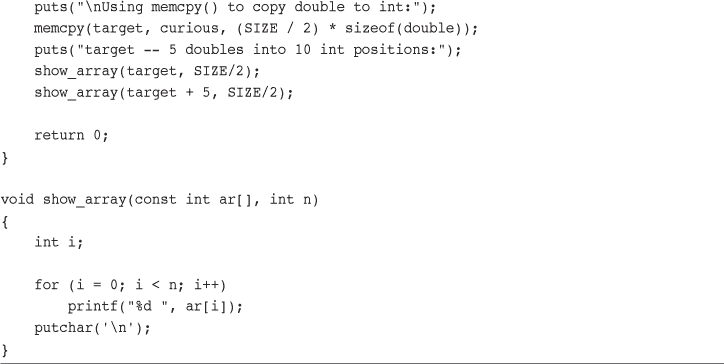 puts("\nUsing memcpy() to copy double to int:");
    memcpy(target, curious, (SIZE / 2) * sizeof(double));
    puts("target -- 5 doubles into 10 int positions:");
    show_array(target, SIZE/2);
    show_array(target + 5, SIZE/2);

    return 0;
}

void show_array(const int ar[], int n)
{
    int i;

    for (i = 0; i < n; i++)
        printf("%d ", ar[i]);
    putchar('\n');
}